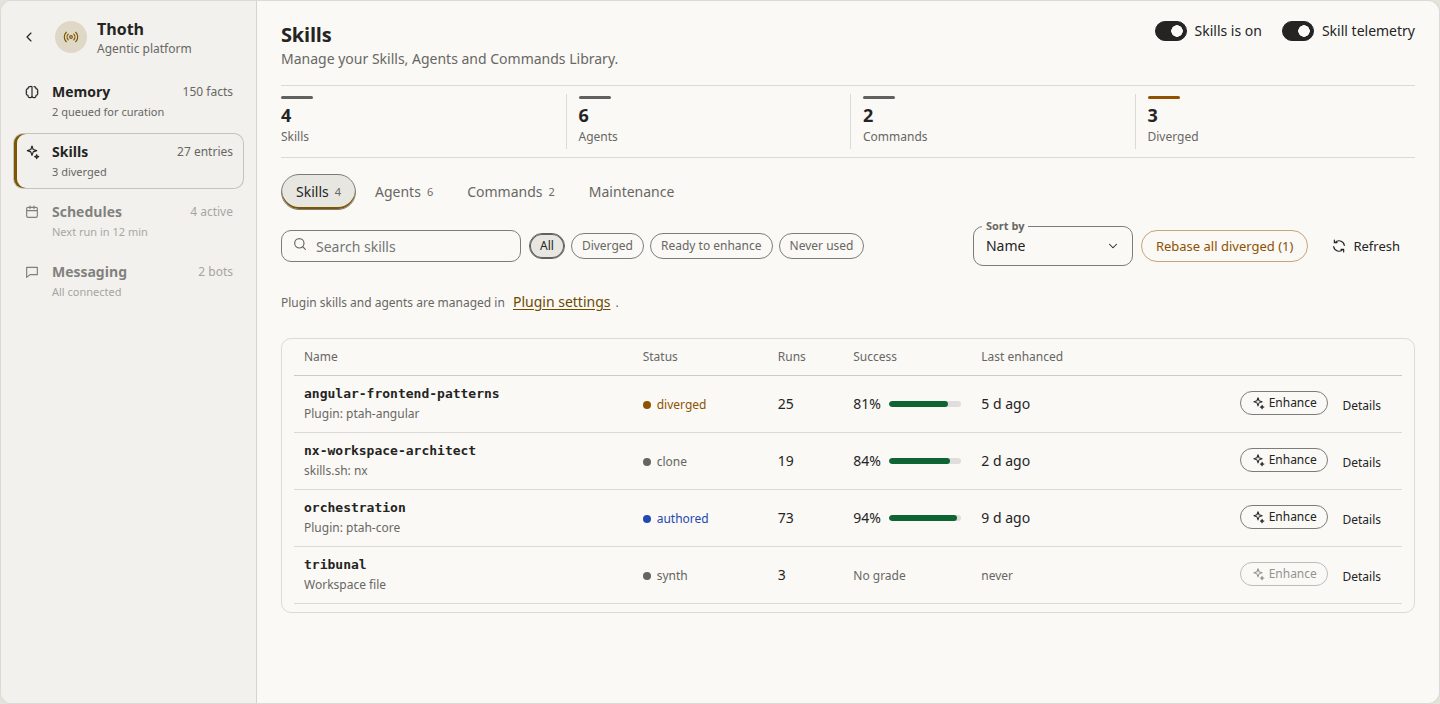 Thoth
Agentic platform
Memory 150 facts
2 queued for curation
Skills 27 entries
3 diverged
Schedules 4 active
Next run in 12 min
Messaging 2 bots
All connected
Skills
Manage your Skills, Agents and Commands Library.
Skills is on Skill telemetry
4 6 2 3
Skills Agents Commands Diverged
Skills 4 Agents 6 Commands 2 Maintenance
Search skills All Diverged Ready to enhance Never used
Sort by
Name Rebase all diverged (1) Refresh
Plugin skills and agents are managed in Plugin settings .
Name Status Runs Success Last enhanced
angular-frontend-patterns
Plugin: ptah-angular
diverged 25 81% 5 d ago Enhance Details
nx-workspace-architect
skills.sh: nx
clone 19 84% 2 d ago Enhance Details
orchestration
Plugin: ptah-core
authored 73 94% 9 d ago Enhance Details
tribunal
Workspace file
synth 3 No grade never Enhance Details